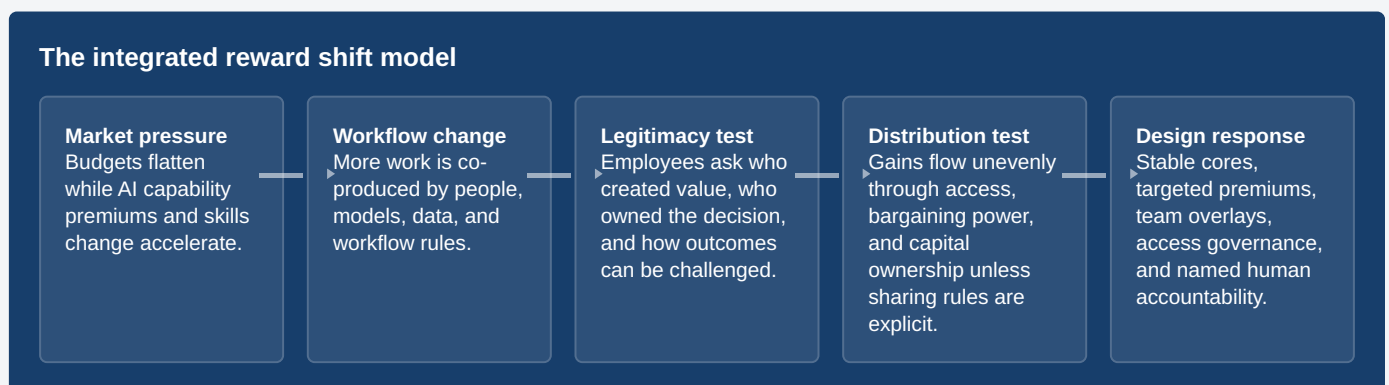 The integrated reward shift model
Market pressure
Budgets flatten
while AI capability
premiums and skills
change accelerate.
Workflow change
More work is co-
produced by people,
models, data, and
workflow rules.
Legitimacy test
Employees ask who
created value, who
owned the decision,
and how outcomes
can be challenged.
Distribution test
Gains flow unevenly
through access,
bargaining power,
and capital
ownership unless
sharing rules are
explicit.
Design response
Stable cores,
targeted premiums,
team overlays,
access governance,
and named human
accountability.